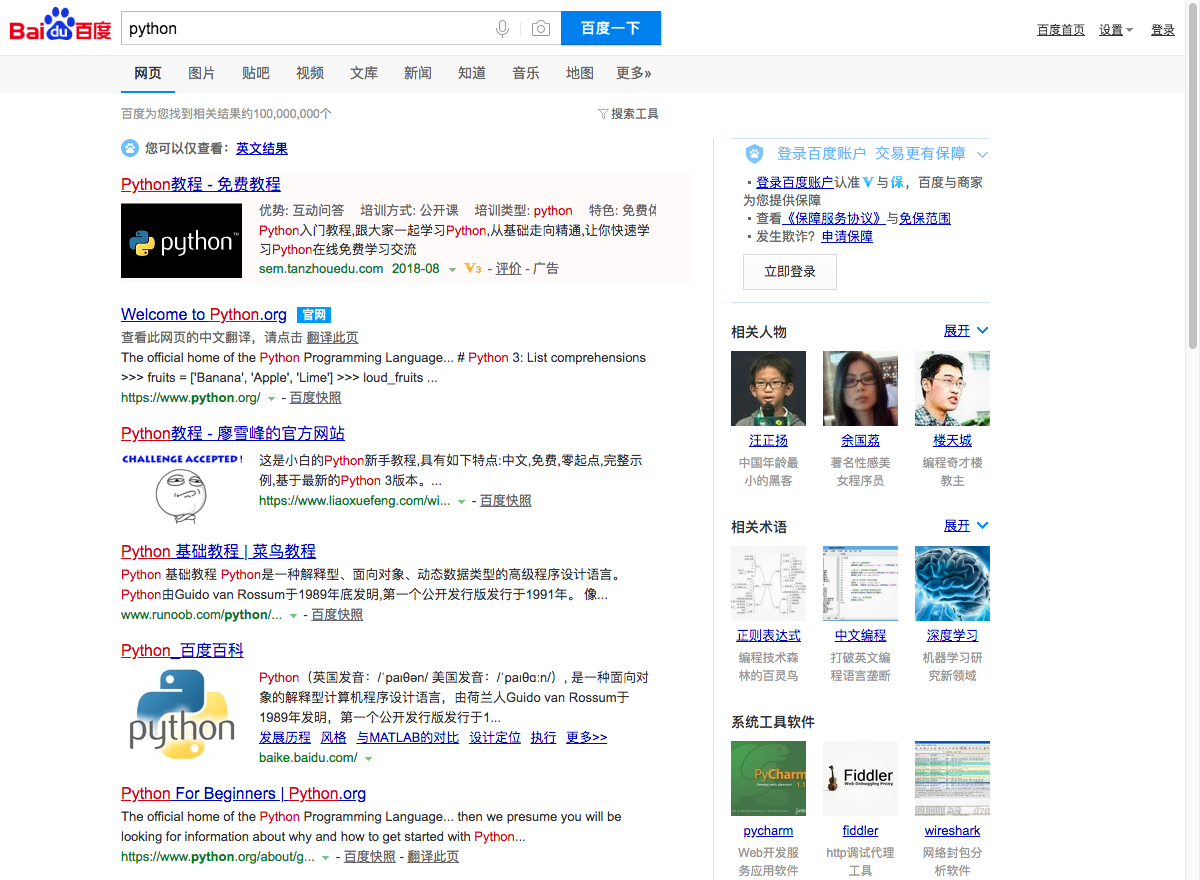 Bai du 百度
python
百度一下
百度首页 设置 登录
网页 图片 贴吧 视频 文库 新闻 知道 音乐 地图 更多»
百度为您找到相关结果约100,000,000个
搜索工具
您可以仅查看：英文结果
Python教程 - 免费教程
python
优势: 互动问答 培训方式: 公开课 培训类型: python 特色: 免费体
Python入门教程,跟大家一起学习Python,从基础走向精通,让你快速学
习Python在线免费学习交流
sem.tanzhouedu.com 2018-08 V3 - 评价 - 广告
Welcome to Python.org 官网
查看此网页的中文翻译，请点击 翻译此页
The official home of the Python Programming Language... # Python 3: List comprehensions
>>> fruits = ['Banana', 'Apple', 'Lime'] >>> loud_fruits ...
https://www.python.org/ - 百度快照
Python教程 - 廖雪峰的官方网站
CHALLENGE ACCEPTED!
这是小白的Python新手教程,具有如下特点:中文,免费,零起点,完整示
例,基于最新的Python 3版本。...
https://www.liaoxuefeng.com/wi... - 百度快照
Python 基础教程 | 菜鸟教程
Python 基础教程 Python是一种解释型、面向对象、动态数据类型的高级程序设计语言。
Python由Guido van Rossum于1989年底发明,第一个公开发行版发行于1991年。 像...
www.runoob.com/python/... - 百度快照
Python_百度百科
python
Python（英国发音：/ˈpaɪθən/ 美国发音：/ˈpaɪθɑːn/）, 是一种面向对
象的解释型计算机程序设计语言，由荷兰人Guido van Rossum于
1989年发明，第一个公开发行版发行于1...
发展历程 风格 与MATLAB的对比 设计定位 执行 更多>>
baike.baidu.com/
Python For Beginners | Python.org
The official home of the Python Programming Language... then we presume you will be
looking for information about why and how to get started with Python...
https://www.python.org/about/g... - 百度快照 - 翻译此页
登录百度账户 交易更有保障
·登录百度账户认准V与保，百度与商家
为您提供保障
·查看《保障服务协议》与免保范围
·发生欺诈？申请保障
立即登录
相关人物 展开
汪正扬 余国荔 楼天城
中国年龄最 著名性感美 编程奇才楼
小的黑客 女程序员 教主
相关术语 展开
正则表达式 中文编程 深度学习
编程技术森 打破英文编 机器学习研
林的百灵鸟 程语言垄断 究新领域
系统工具软件
PyCharm
Fiddler
Web Debugging Proxy
pycharm fiddler wireshark
Web开发服 http调试代理 网络封包分
务应用软件 工具 析软件